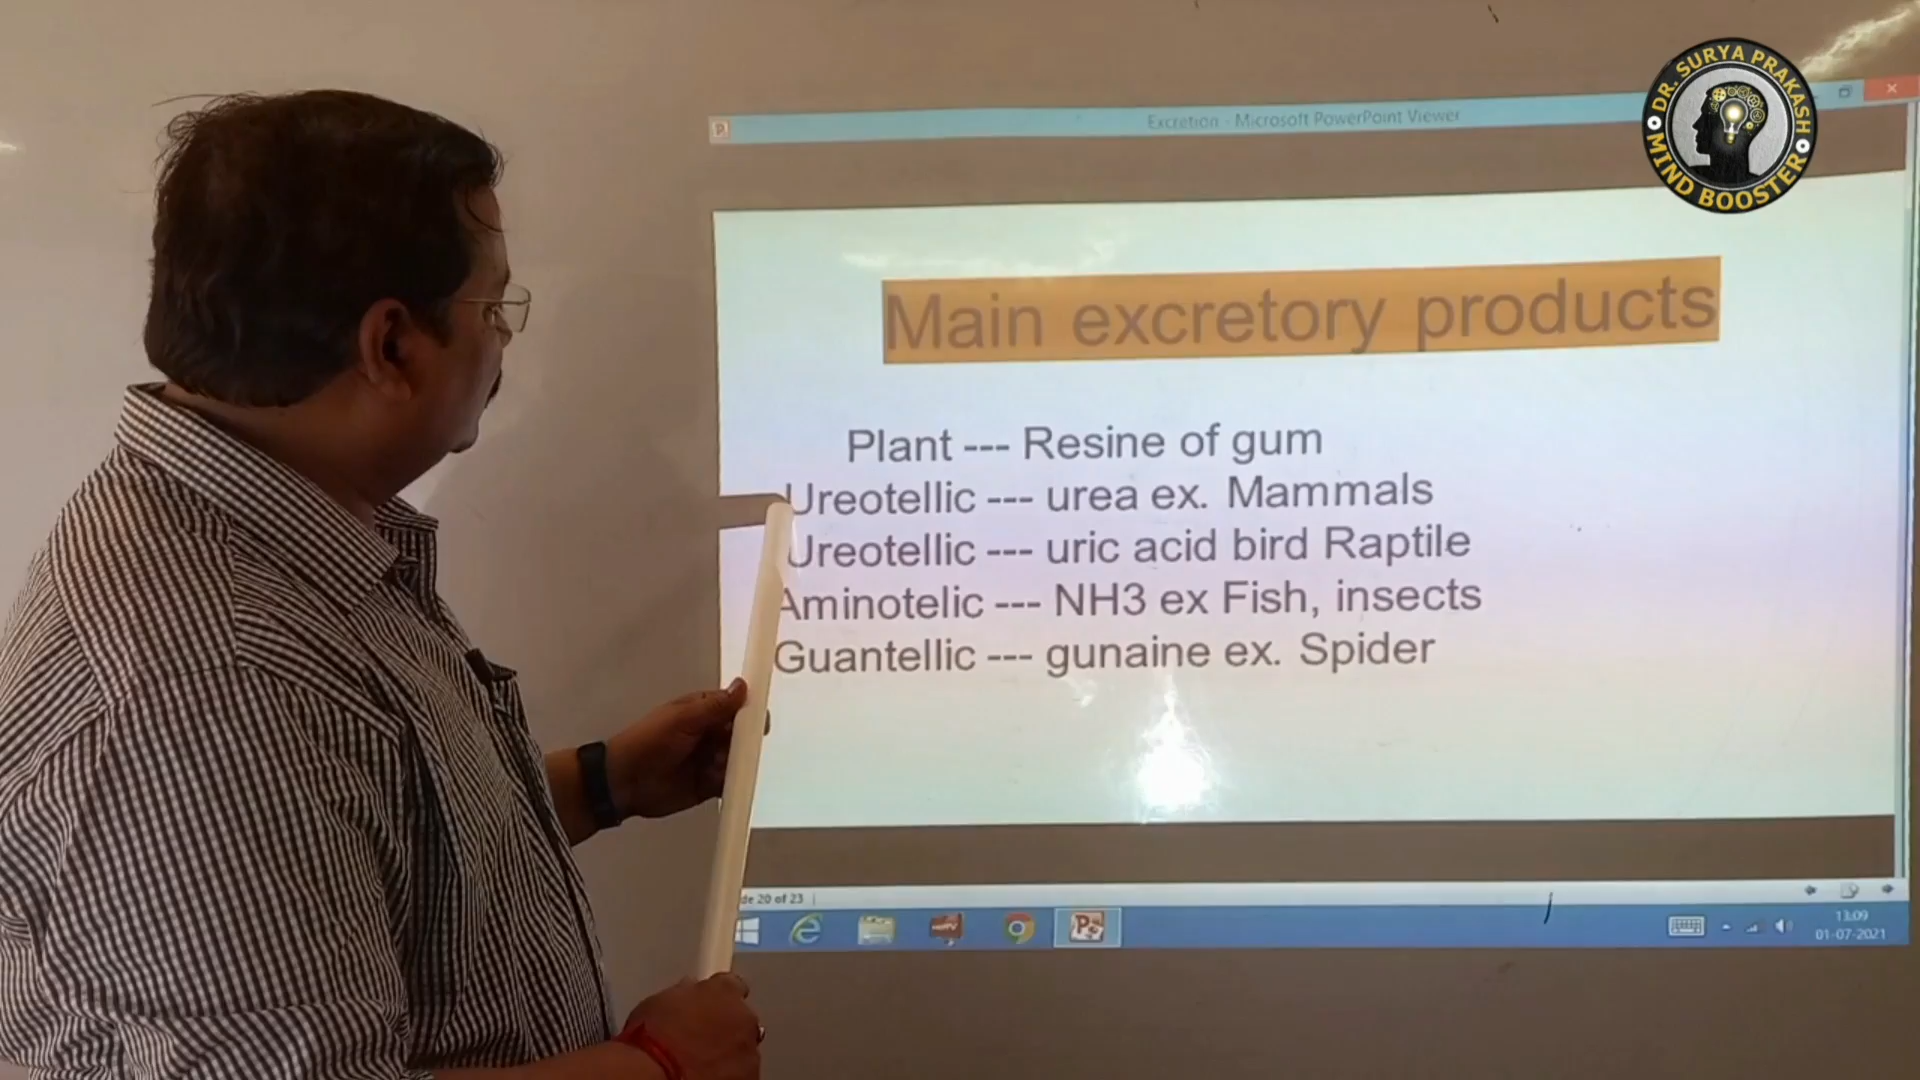 DR. SURYA PRAKASH
MIND BOOSTER
Excretion - Microsoft PowerPoint Viewer
Main excretory products
Plant --- Resine of gum
Ureotellic --- urea ex. Mammals
Ureotellic --- uric acid bird Raptile
Aminotelic --- NH3 ex Fish, insects
Guantellic --- gunaine ex. Spider
de 20 of 23
13:09
01-07-2021